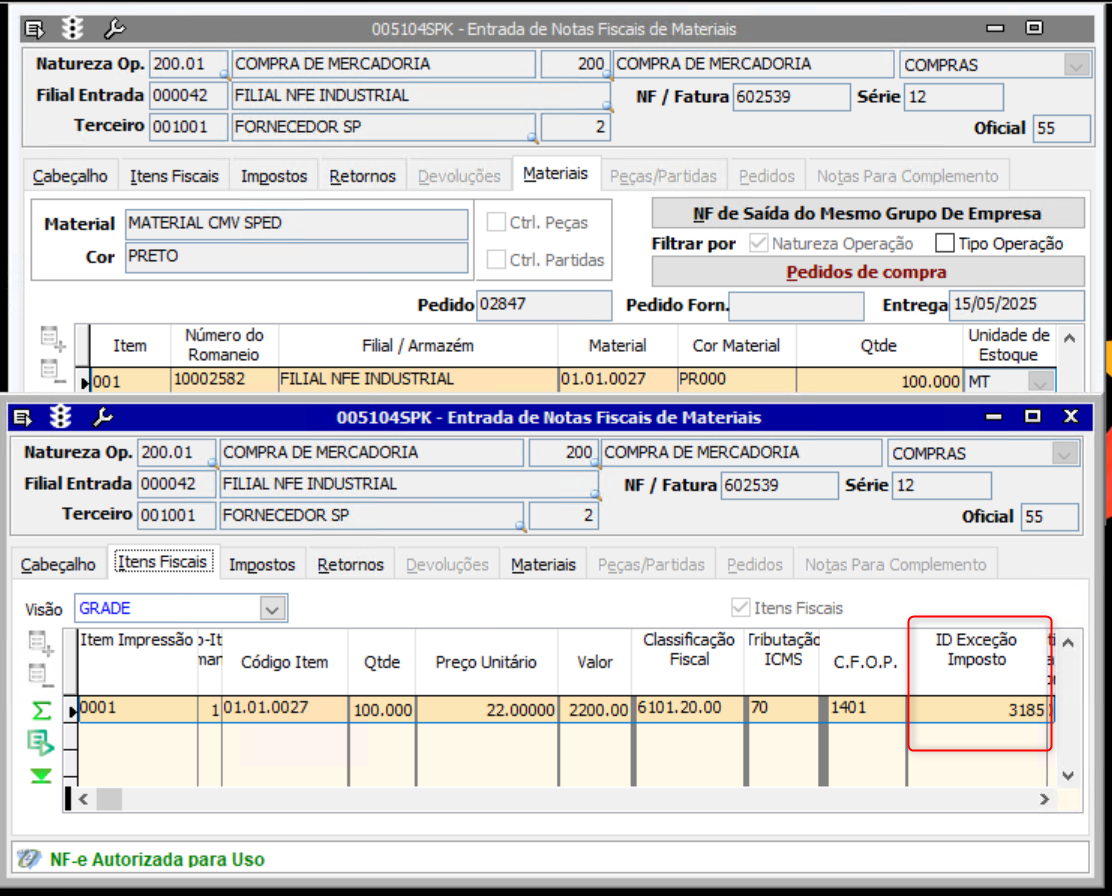 005104SPK - Entrada de Notas Fiscais de Materiais
Natureza Op. 200.01 COMPRA DE MERCADORIA 200 COMPRA DE MERCADORIA COMPRAS
Filial Entrada 000042 FILIAL NFE INDUSTRIAL NF / Fatura 602539 Série 12
Terceiro 001001 FORNECEDOR SP 2 Oficial 55
Cabeçalho Itens Fiscais Impostos Retornos Devoluções Materiais Peças/Partidas Pedidos Notas Para Complemento
Material MATERIAL CMV SPED Ctrl. Peças NF de Saída do Mesmo Grupo De Empresa
Filtrar por Natureza Operação Tipo Operação
Cor PRETO Ctrl. Partidas Pedidos de compra
Pedido 02847 Pedido Forn. Entrega 15/05/2025
Item Número do Romaneio Filial / Armazém Material Cor Material Qtde Unidade de Estoque
001 10002582 FILIAL NFE INDUSTRIAL 01.01.0027 PR000 100.000 MT
005104SPK - Entrada de Notas Fiscais de Materiais
Natureza Op. 200.01 COMPRA DE MERCADORIA 200 COMPRA DE MERCADORIA COMPRAS
Filial Entrada 000042 FILIAL NFE INDUSTRIAL NF / Fatura 602539 Série 12
Terceiro 001001 FORNECEDOR SP 2 Oficial 55
Cabeçalho Itens Fiscais Impostos Retornos Devoluções Materiais Peças/Partidas Pedidos Notas Para Complemento
Visão GRADE Itens Fiscais
Item Impressão Código Item Qtde Preço Unitário Valor Classificação Fiscal Tributação ICMS C.F.O.P. ID Exceção Imposto
0001 1 01.01.0027 100.000 22.00000 2200.00 6101.20.00 70 1401 3185
NF-e Autorizada para Uso